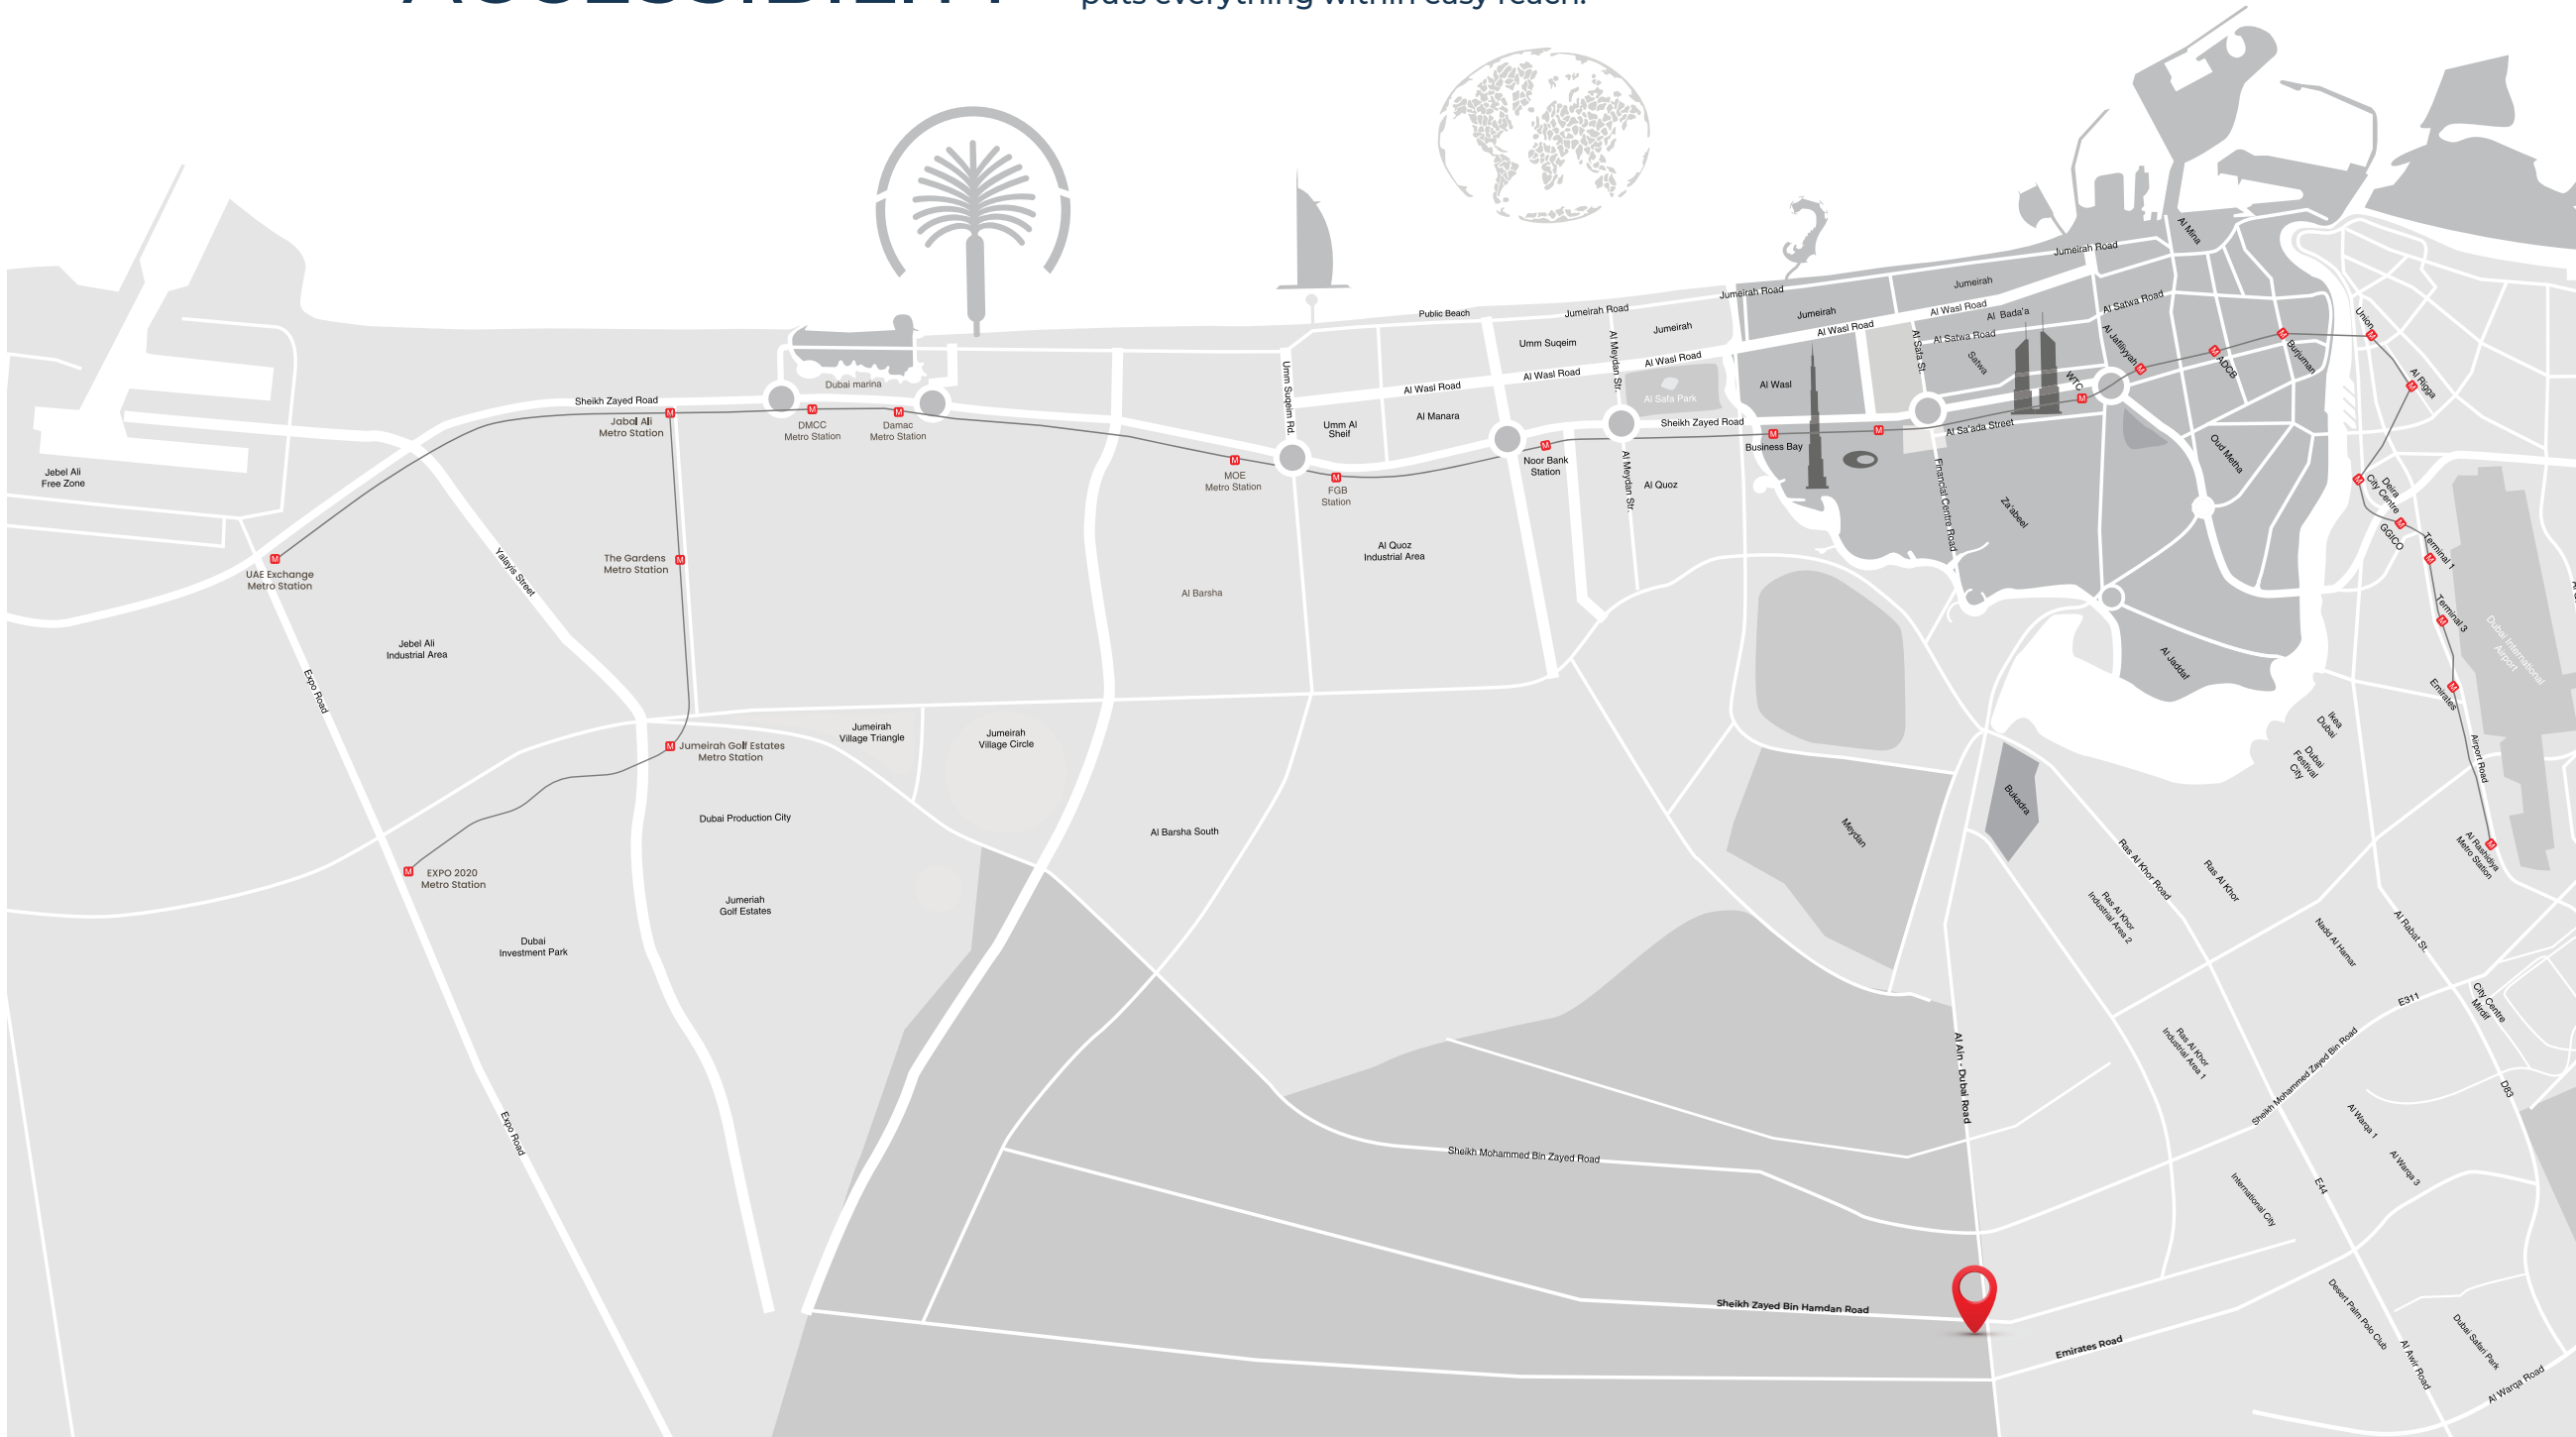 ACCESSIBILITY
puts everything within easy reach.
Jumeirah Road
Al Mina
Jumeirah
Jumeirah Road
Jumeirah Road
Public Beach
Jumeirah
Jumeirah
Al Wasl Road
Al Bada'a
Al Satwa Road
Al Satwa Road
Umm Suqeim
Al Meydan Str.
Al Wasl Road
Al Wasl Road
Al Wasl Road
Al Wasl Road
Al Safa St.
Satwa
Al Jafiliyyah
WTC
ADCB
Burjuman
Union
Al Rigga
Umm Suqeim Rd.
Dubai marina
Sheikh Zayed Road
Al Wasl
Al Safa Park
Al Manara
Umm Al
Sheif
Sheikh Zayed Road
Al Sa'ada Street
Business Bay
Jabal Ali
Metro Station
DMCC
Metro Station
Damac
Metro Station
MOE
Metro Station
FGB
Station
Noor Bank
Station
Al Meydan Str.
Al Quoz
Financial Centre Road
Za'abeel
Oud Metha
Deira
City Centre
GGICO
Terminal 1
Terminal 3
Emirates
Dubai International
Airport
Jebel Ali
Free Zone
UAE Exchange
Metro Station
Yalayis Street
The Gardens
Metro Station
Al Barsha
Al Quoz
Industrial Area
Jebel Ali
Industrial Area
Expo Road
Al Jaddaf
Ikea
Dubai
Dubai
Festival
City
Airport Road
Al Rashidiya
Metro Station
Jumeirah Golf Estates
Metro Station
Jumeirah
Village Triangle
Jumeirah
Village Circle
Dubai Production City
Al Barsha South
Meydan
Bukadra
Ras Al Khor Road
Ras Al Khor
Ras Al Khor
Industrial Area 2
Nadd Al Hamar
Al Rabat St.
EXPO 2020
Metro Station
Jumeriah
Golf Estates
Dubai
Investment Park
E311
City Centre
Mirdif
Ras Al Khor
Industrial Area 1
Sheikh Mohammed Zayed Bin Road
D83
Al Ain - Dubai Road
Al Warqa 1
Al Warqa 3
Expo Road
Sheikh Mohammed Bin Zayed Road
International City
E44
Sheikh Zayed Bin Hamdan Road
Emirates Road
Desert Palm Polo Club
Al Awir Road
Dubai Safari Park
Al Warqa Road